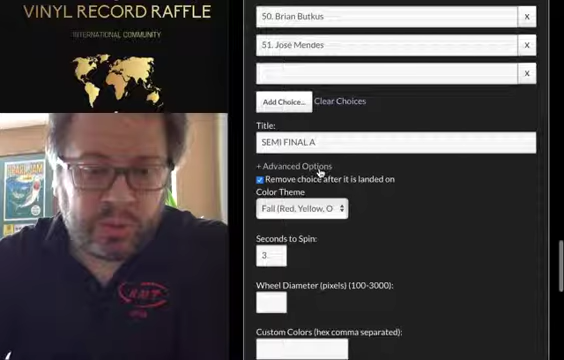 VINYL RECORD RAFFLE
INTERNATIONAL COMMUNITY
50. Brian Butkus
X
51. José Mendes
X
X
Add Choice...
Clear Choices
Title:
SEMI FINAL A
+ Advanced Options
Remove choice after it is landed on
Color Theme
Fall (Red, Yellow, O
Seconds to Spin:
3
Wheel Diameter (pixels) (100-3000):
Custom Colors (hex comma separated):
PEARL JAM